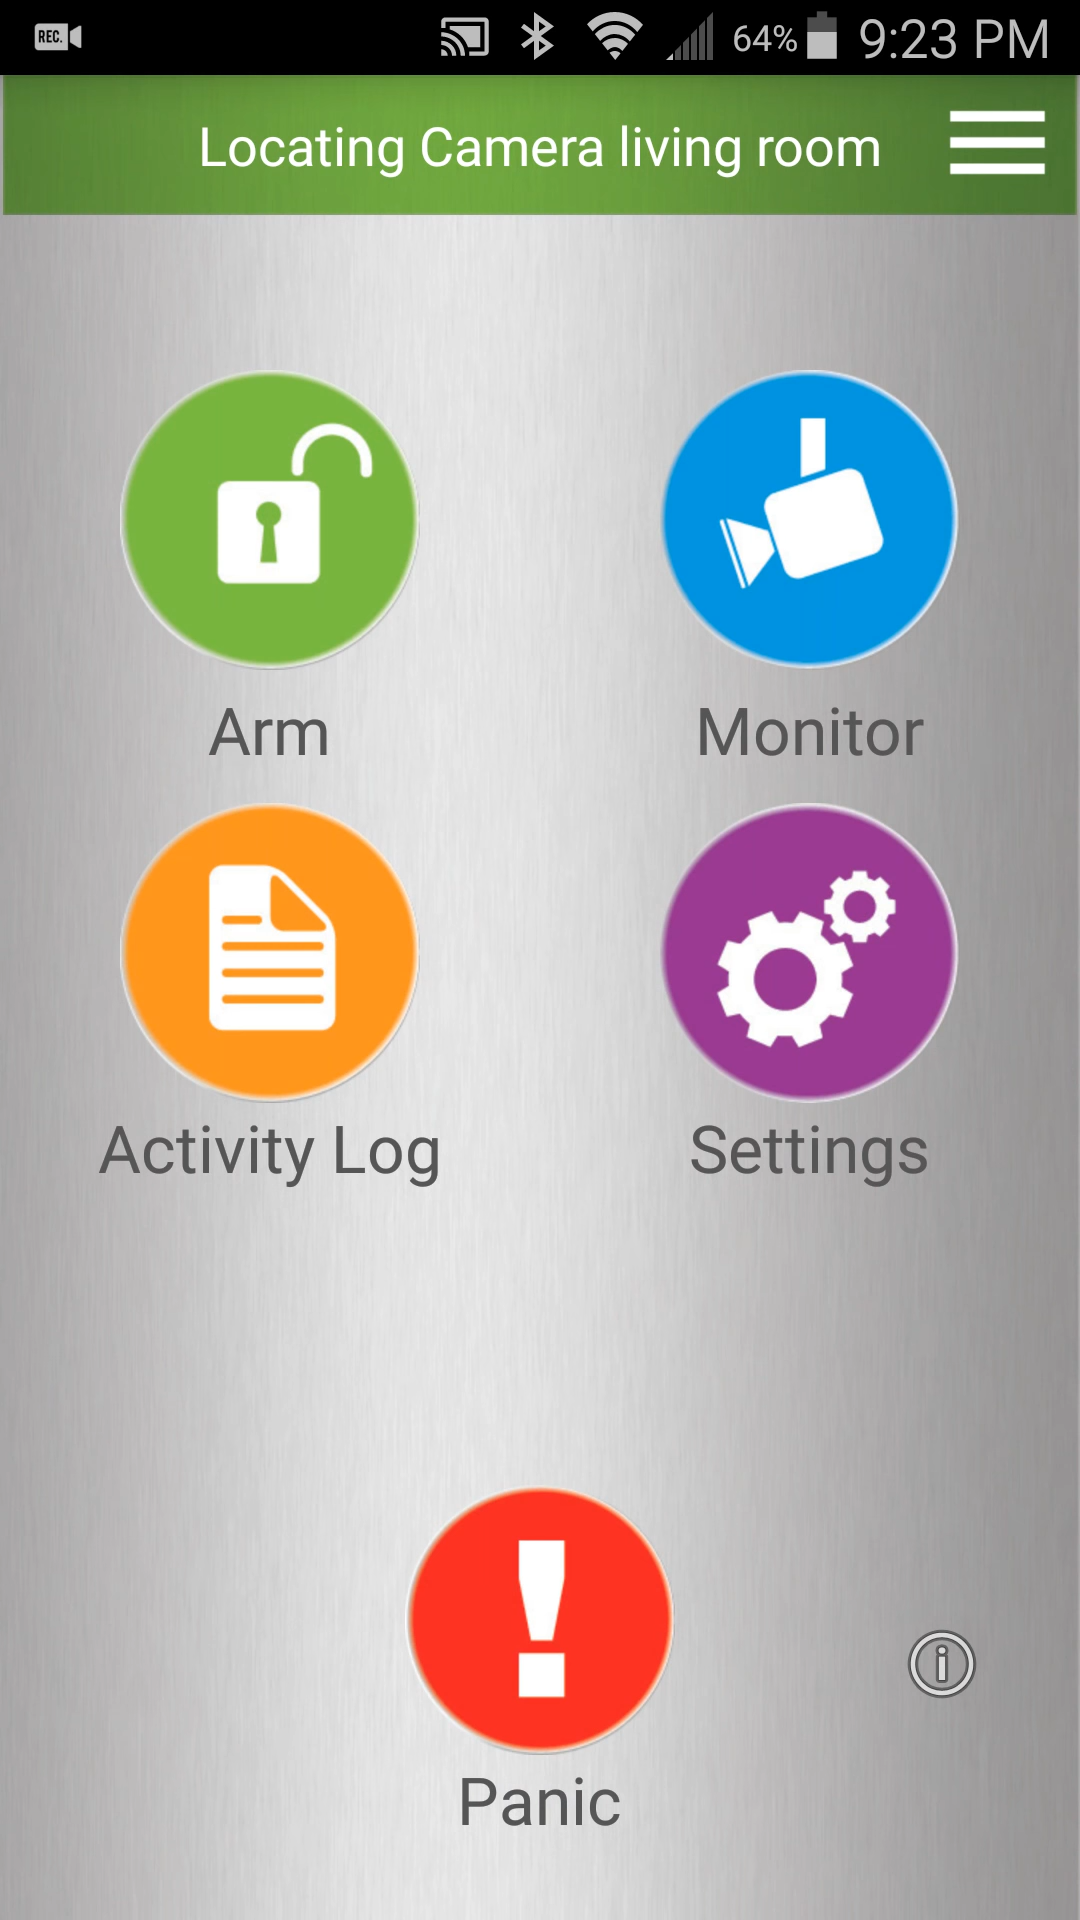 REC. 64% 9:23 PM
Locating Camera living room
Arm
Monitor
Activity Log
Settings
!
i
Panic